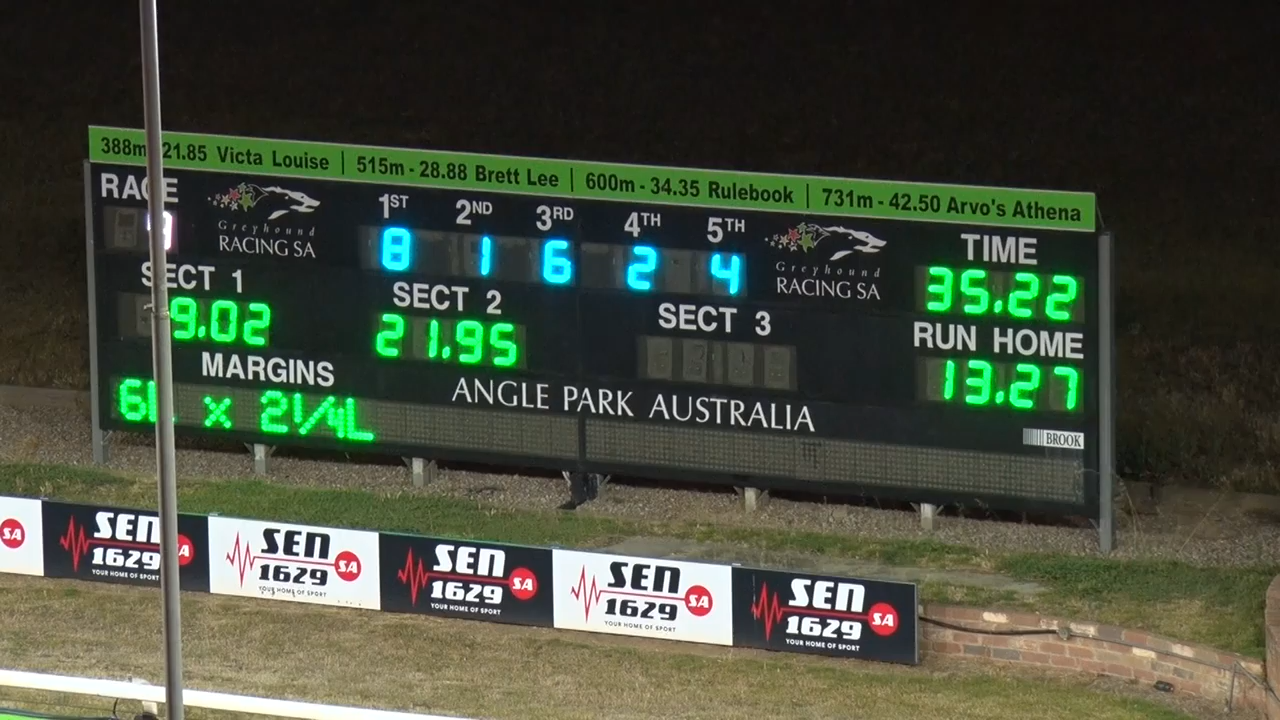 388m 21.85 Victa Louise | 515m - 28.88 Brett Lee | 600m - 34.35 Rulebook | 731m - 42.50 Arvo's Athena
RACE
Greyhound
RACING SA
1ST 2ND 3RD 4TH 5TH
8 1 6 2 4
Greyhound
RACING SA
TIME
35.22
SECT 1
9.02
SECT 2
21.95
SECT 3
RUN HOME
13.27
MARGINS
6L x 21/4L
ANGLE PARK AUSTRALIA
BROOK
SA
SEN
1629
SA
YOUR HOME OF SPORT
SEN
1629
SA
YOUR HOME OF SPORT
SEN
1629
SA
YOUR HOME OF SPORT
SEN
1629
SA
YOUR HOME OF SPORT
SEN
1629
SA
YOUR HOME OF SPORT